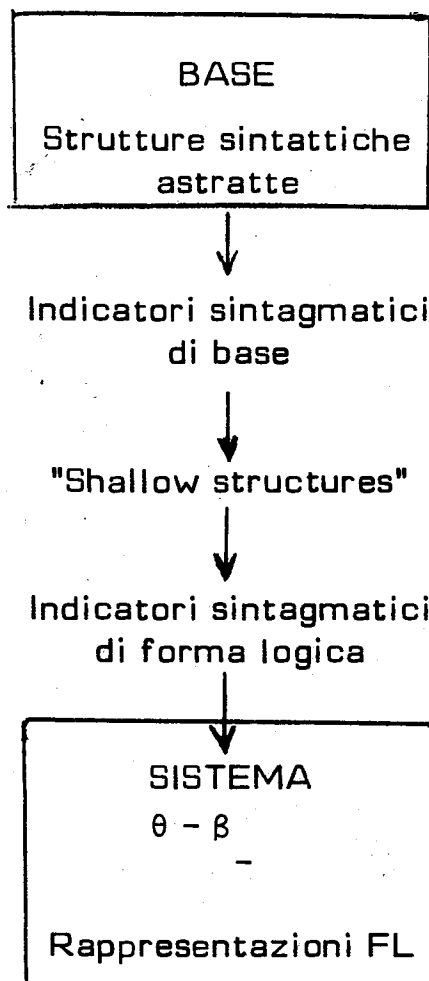 BASE
Strutture sintattiche
astratte
Indicatori sintagmatici
di base
"Shallow structures"
Indicatori sintagmatici
di forma logica
SISTEMA
θ - β
-
Rappresentazioni FL